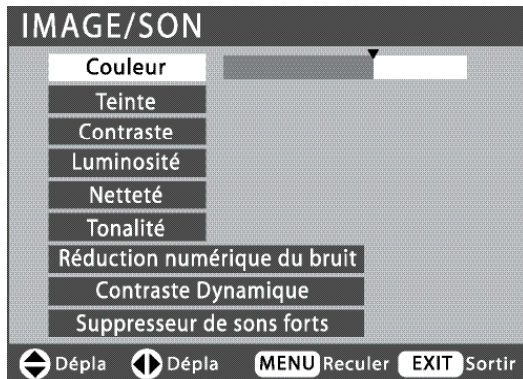 IMAGE/SON
Couleur
Teinte
Contraste
Luminosité
Netteté
Tonalité
Réduction numérique du bruit
Contraste Dynamique
Suppresseur de sons forts
Dépla Dépla MENU Reculer EXIT Sortir